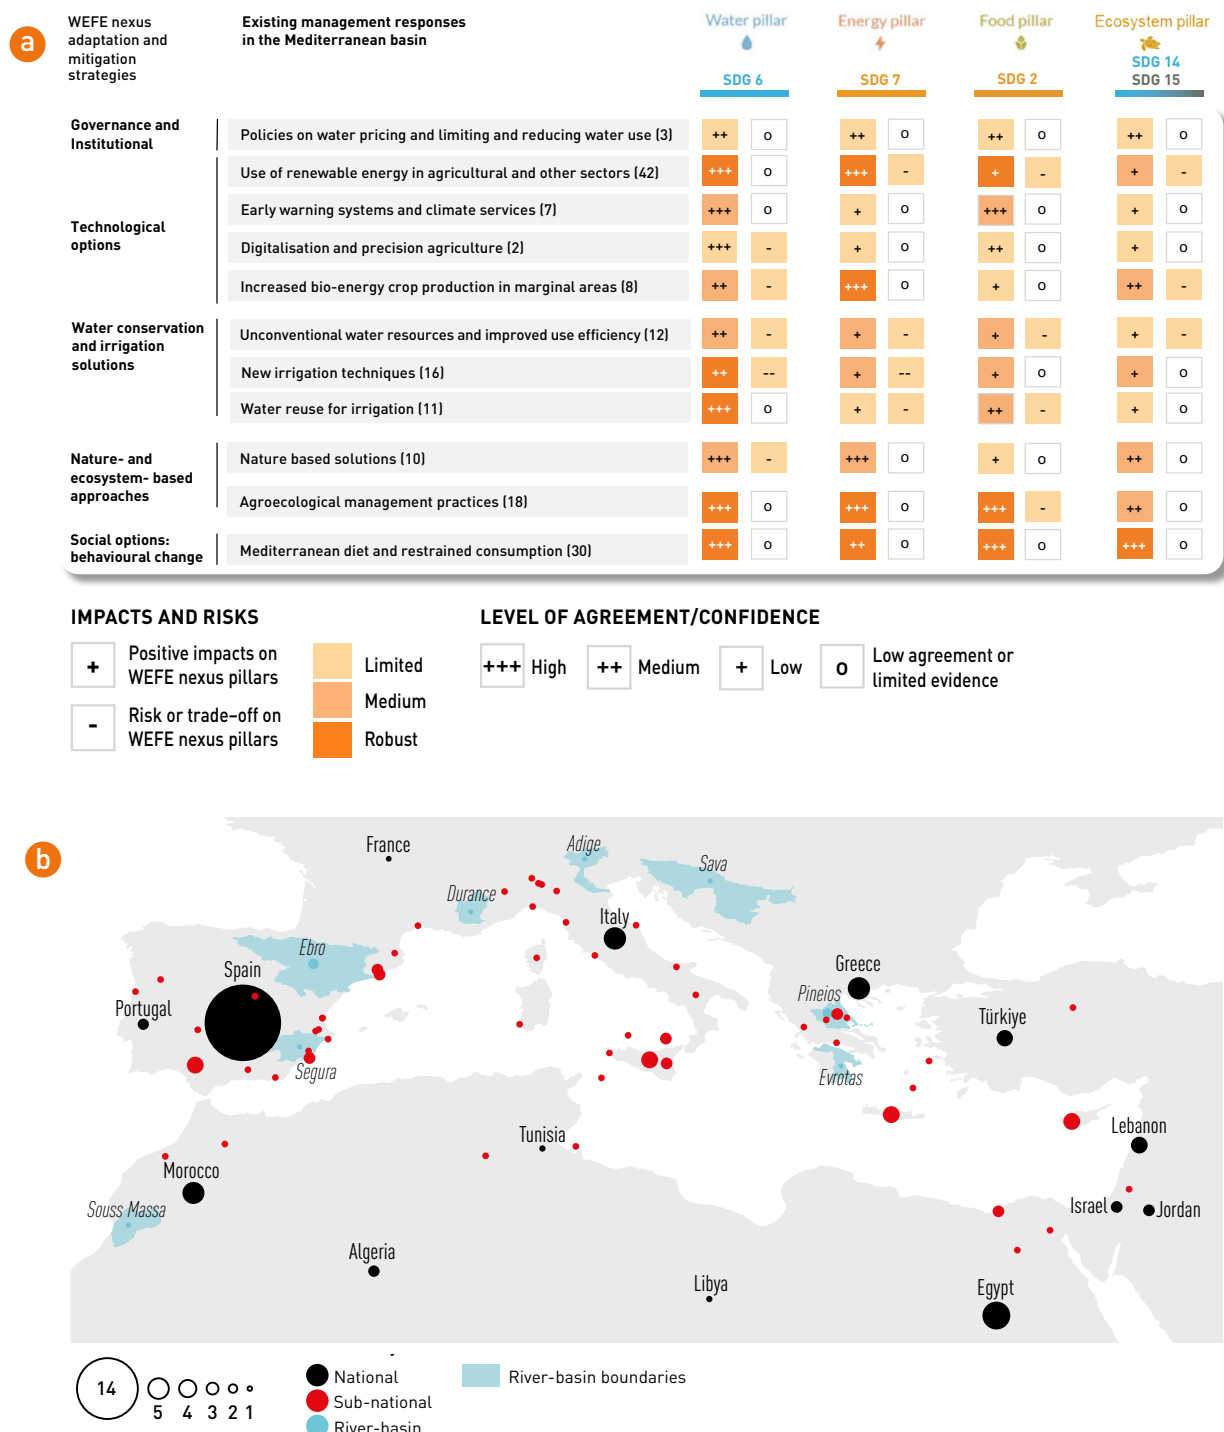 a
WEFE nexus
adaptation and
mitigation
strategies
Existing management responses
in the Mediterranean basin
Water pillar
SDG 6
Energy pillar
SDG 7
Food pillar
SDG 2
Ecosystem pillar
SDG 14
SDG 15
Governance and
Institutional
Policies on water pricing and limiting and reducing water use (3)
++ o ++ o ++ o ++ o
Technological
options
Use of renewable energy in agricultural and other sectors (42)
+++ o +++ - + - + -
Early warning systems and climate services (7)
+++ o + o +++ o + o
Digitalisation and precision agriculture (2)
+++ - + o ++ o + o
Increased bio-energy crop production in marginal areas (8)
++ - +++ o + o ++ -
Water conservation
and irrigation
solutions
Unconventional water resources and improved use efficiency (12)
++ - + - + - + -
New irrigation techniques (16)
++ -- + -- + o + o
Water reuse for irrigation (11)
+++ o + - ++ - + o
Nature- and
ecosystem- based
approaches
Nature based solutions (10)
+++ - +++ o + o ++ o
Agroecological management practices (18)
+++ o +++ o +++ - ++ o
Social options:
behavioural change
Mediterranean diet and restrained consumption (30)
+++ o ++ o +++ o +++ o
IMPACTS AND RISKS
+ Positive impacts on
WEFE nexus pillars
- Risk or trade-off on
WEFE nexus pillars
Limited
Medium
Robust
LEVEL OF AGREEMENT/CONFIDENCE
+++ High
++ Medium
+ Low
o Low agreement or
limited evidence
b
France
Adige
Sava
Durance
Italy
Ebro
Spain
Greece
Pineios
Portugal
Türkiye
Segura
Evrotas
Tunisia
Lebanon
Morocco
Souss Massa
Israel
Jordan
Algeria
Libya
Egypt
14
5 4 3 2 1
National
Sub-national
River-basin
River-basin boundaries